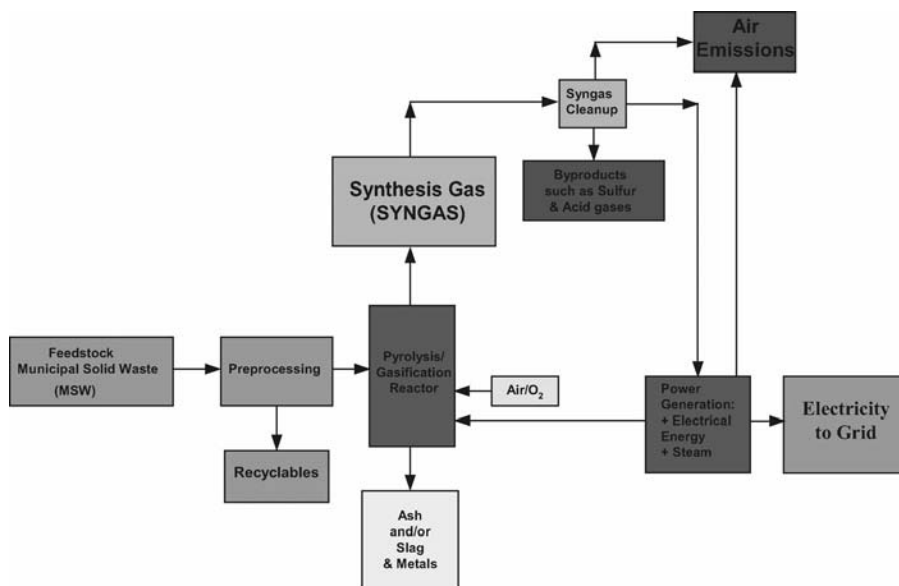 Air
Emissions
Syngas
Cleanup
Byproducts
such as Sulfur
& Acid gases
Synthesis Gas
(SYNGAS)
Feedstock
Municipal Solid Waste
(MSW)
Preprocessing
Recyclables
Pyrolysis/
Gasification
Reactor
Air/O₂
Ash
and/or
Slag
& Metals
Power
Generation:
+ Electrical
Energy
+ Steam
Electricity
to Grid